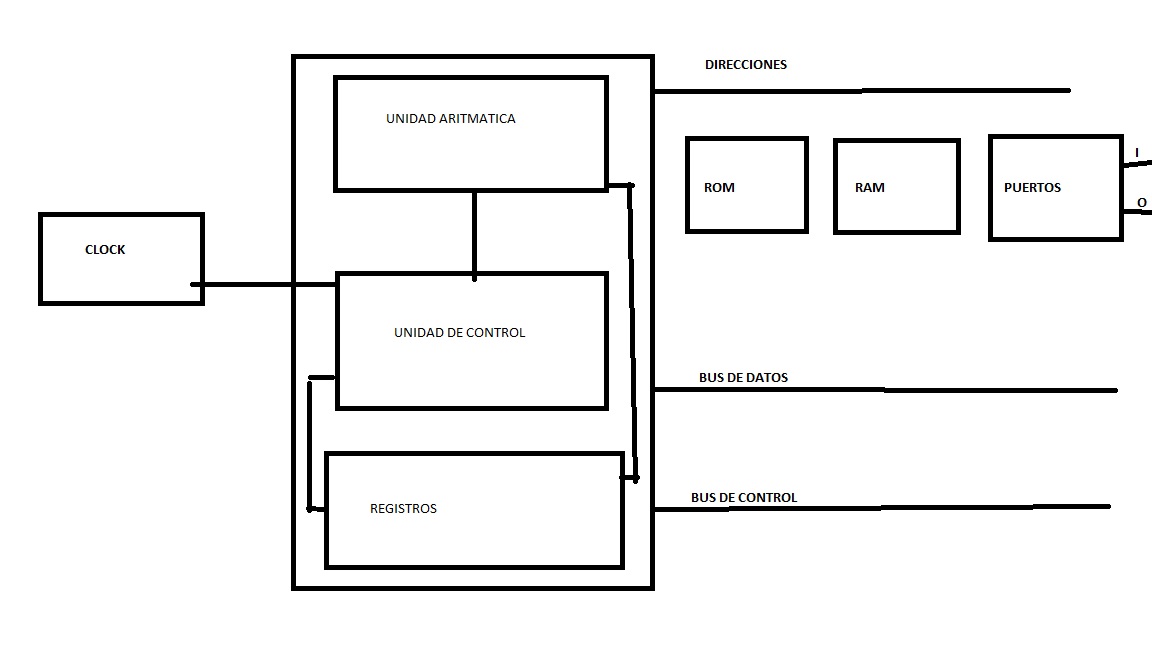 DIRECCIONES
UNIDAD ARITMATICA
I
ROM
RAM
PUERTOS
O
CLOCK
UNIDAD DE CONTROL
BUS DE DATOS
BUS DE CONTROL
REGISTROS